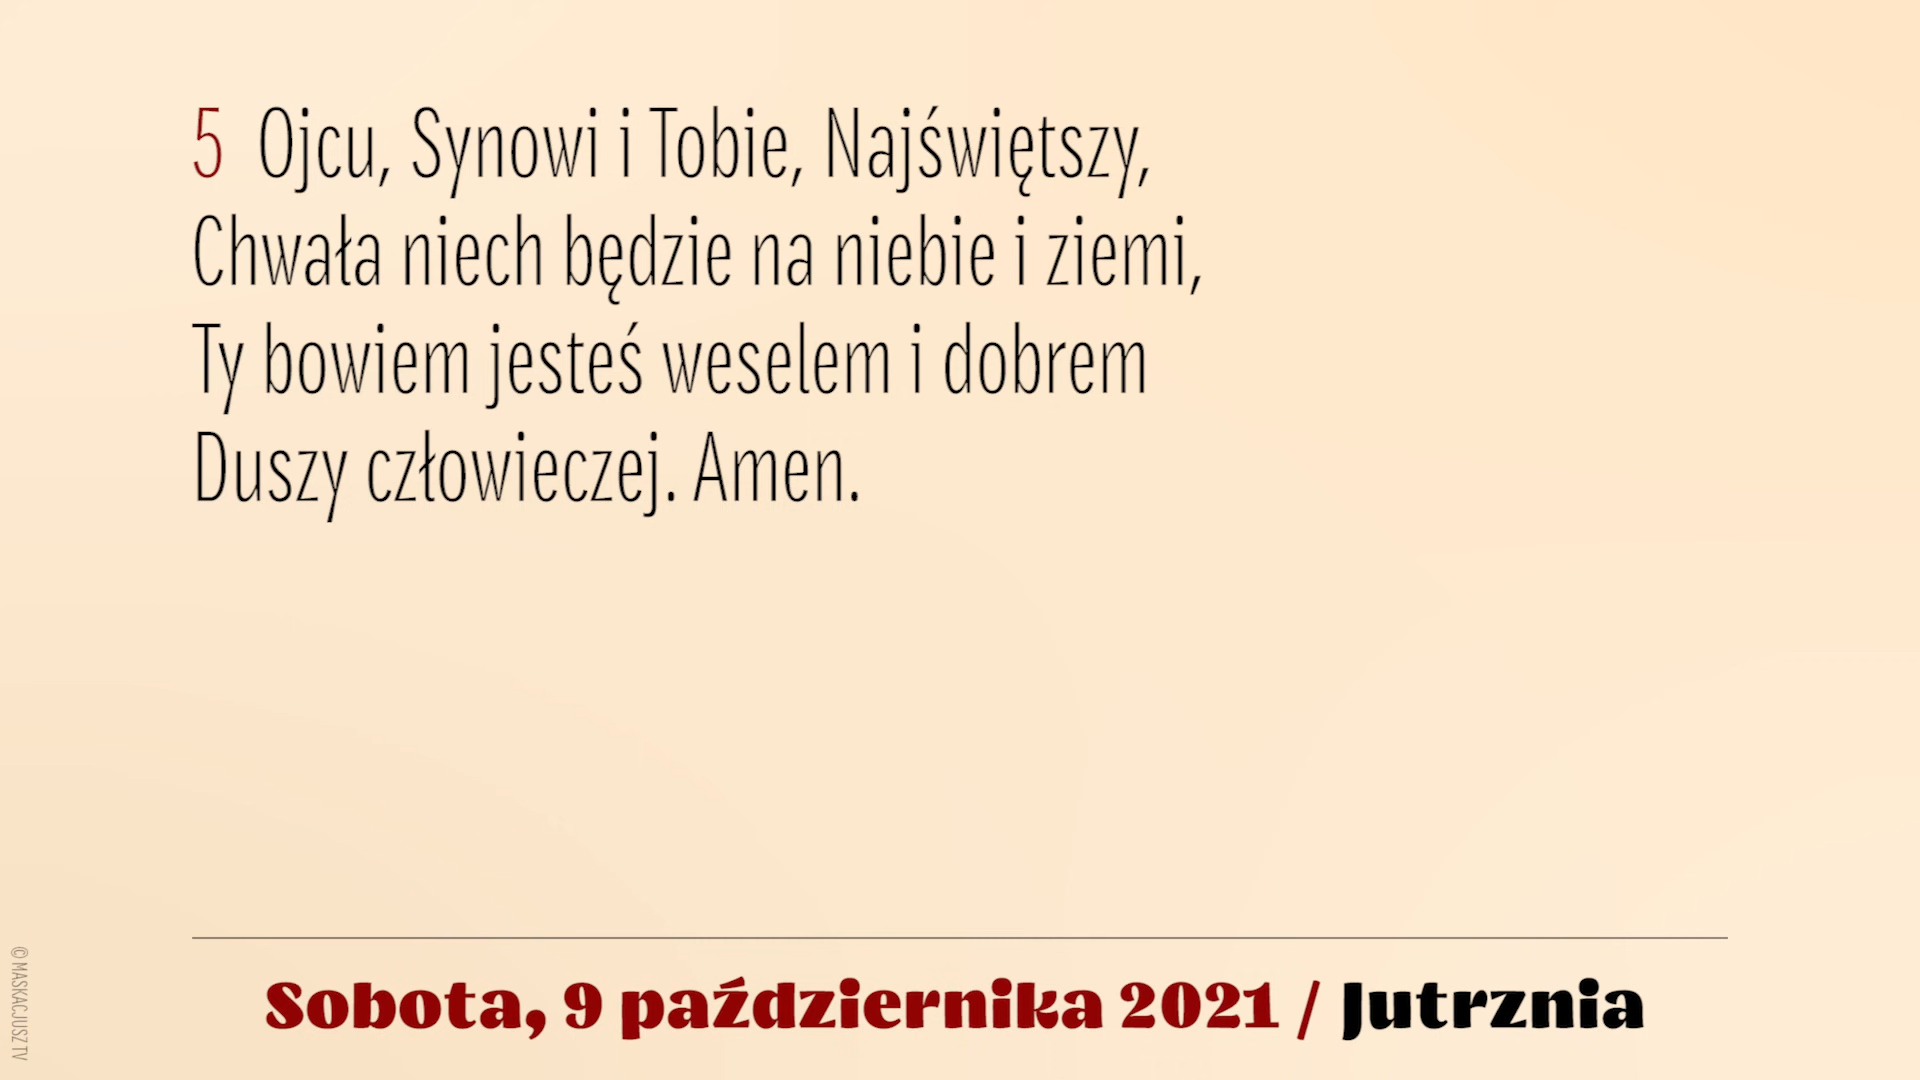 5 Ojcu, Synowi i Tobie, Najświętszy,
Chwała niech będzie na niebie i ziemi,
Ty bowiem jesteś weselem i dobrem
Duszy człowieczej. Amen.
Sobota, 9 października 2021 / Jutrznia
© MASKACJUSZ TV